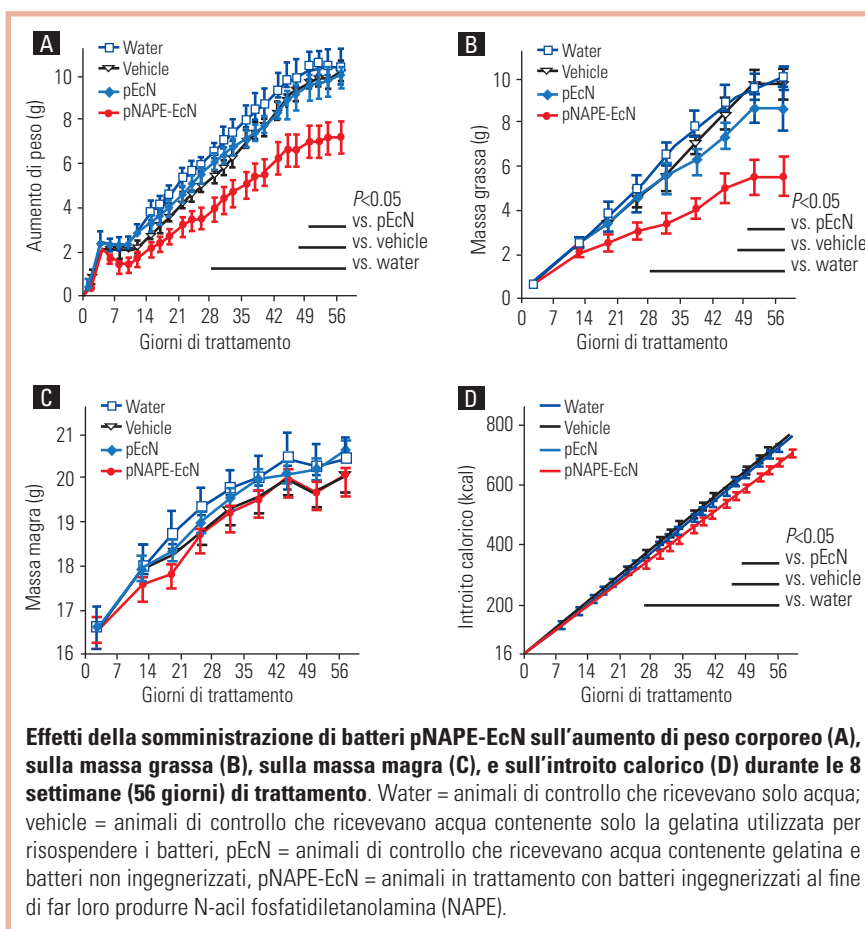 A
Water
Vehicle
pEcN
pNAPE-EcN
Aumento di peso (g)
10
8
6
4
2
0
P<0.05
vs. pEcN
vs. vehicle
vs. water
0 7 14 21 28 35 42 49 56
Giorni di trattamento
B
Water
Vehicle
pEcN
pNAPE-EcN
Massa grassa (g)
10
8
6
4
2
0
P<0.05
vs. pEcN
vs. vehicle
vs. water
0 7 14 21 28 35 42 49 56
Giorni di trattamento
C
Water
Vehicle
pEcN
pNAPE-EcN
Massa magra (g)
21
20
19
18
17
16
0 7 14 21 28 35 42 49 56
Giorni di trattamento
D
Water
Vehicle
pEcN
pNAPE-EcN
Introito calorico (kcal)
800
600
400
200
16
P<0.05
vs. pEcN
vs. vehicle
vs. water
0 7 14 21 28 35 42 49 56
Giorni di trattamento
Effetti della somministrazione di batteri pNAPE-EcN sull'aumento di peso corporeo (A),
sulla massa grassa (B), sulla massa magra (C), e sull'introito calorico (D) durante le 8
settimane (56 giorni) di trattamento. Water = animali di controllo che ricevevano solo acqua;
vehicle = animali di controllo che ricevevano acqua contenente solo la gelatina utilizzata per
risospendere i batteri, pEcN = animali di controllo che ricevevano acqua contenente gelatina e
batteri non ingegnerizzati, pNAPE-EcN = animali in trattamento con batteri ingegnerizzati al fine
di far loro produrre N-acil fosfatidiletanolamina (NAPE).